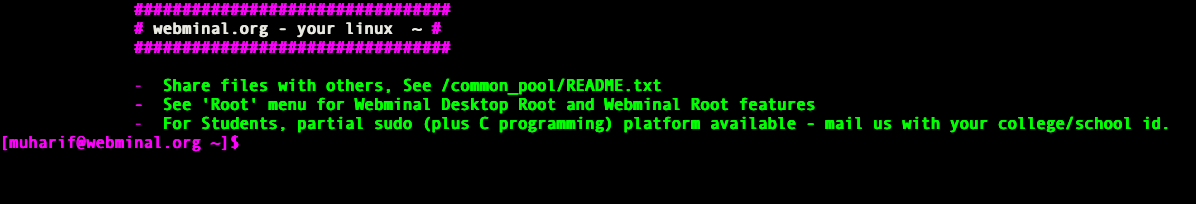 #################################
# webminal.org - your linux  ~ #
#################################
-  Share files with others, See /common_pool/README.txt
-  See 'Root' menu for Webminal Desktop Root and Webminal Root features
-  For Students, partial sudo (plus C programming) platform available - mail us with your college/school id.
[muharif@webminal.org ~]$